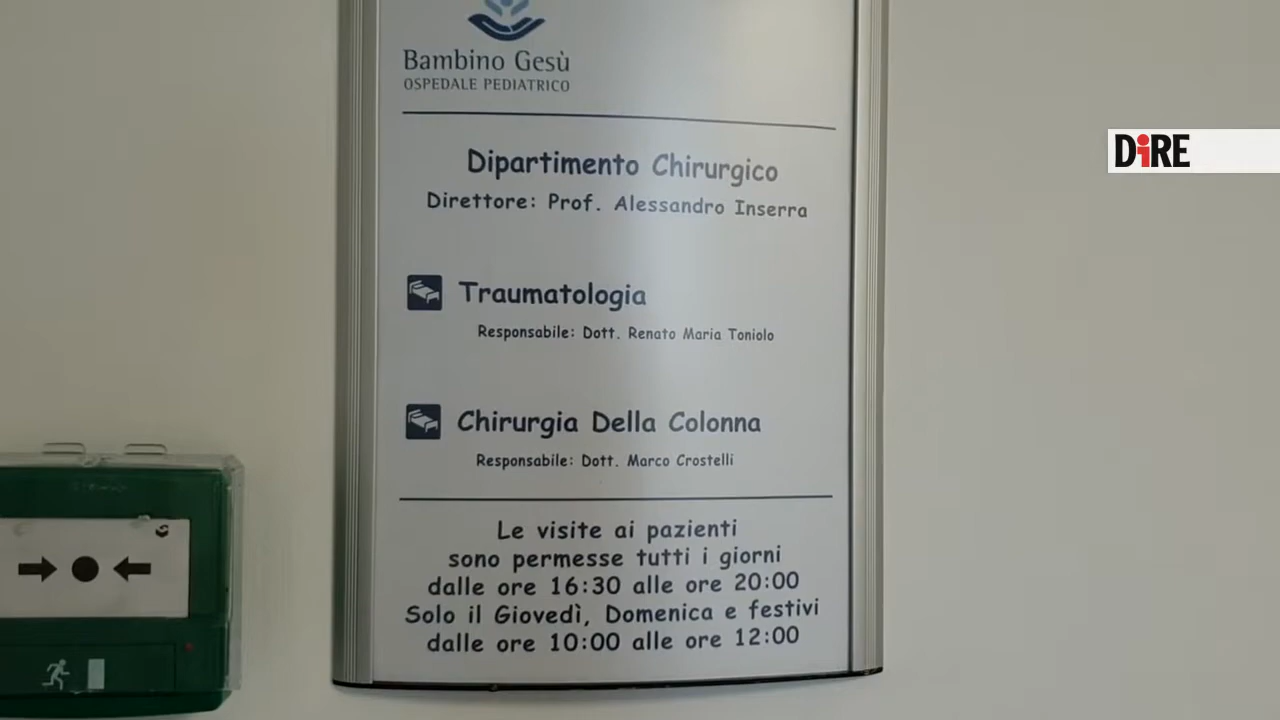 Bambino Gesù
OSPEDALE PEDIATRICO
DiRE
Dipartimento Chirurgico
Direttore: Prof. Alessandro Inserra
Traumatologia
Responsabile: Dott. Renato Maria Toniolo
Chirurgia Della Colonna
Responsabile: Dott. Marco Crostelli
Le visite ai pazienti
sono permesse tutti i giorni
dalle ore 16:30 alle ore 20:00
Solo il Giovedì, Domenica e festivi
dalle ore 10:00 alle ore 12:00